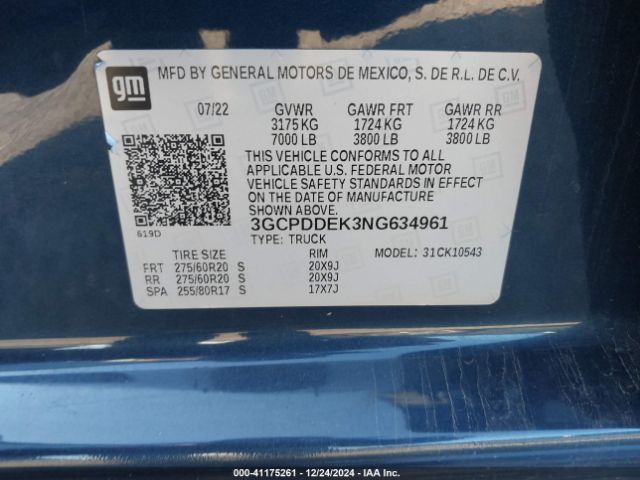 gm
MFD BY GENERAL MOTORS DE MEXICO, S. DE R.L. DE C.V.
07/22 GVWR GAWR FRT GAWR RR
3175 KG 1724 KG 1724 KG
7000 LB 3800 LB 3800 LB
THIS VEHICLE CONFORMS TO ALL
APPLICABLE U.S. FEDERAL MOTOR
VEHICLE SAFETY STANDARDS IN EFFECT
ON THE DATE OF MANUFACTURE
SHOWN ABOVE.
619D
3GCPDDEK3NG634961
TYPE: TRUCK MODEL: 31CK10543
TIRE SIZE RIM
FRT 275/60R20 S 20X9J
RR 275/60R20 S 20X9J
SPA 255/80R17 S 17X7J
000-41175261 - 12/24/2024 - IAA Inc.